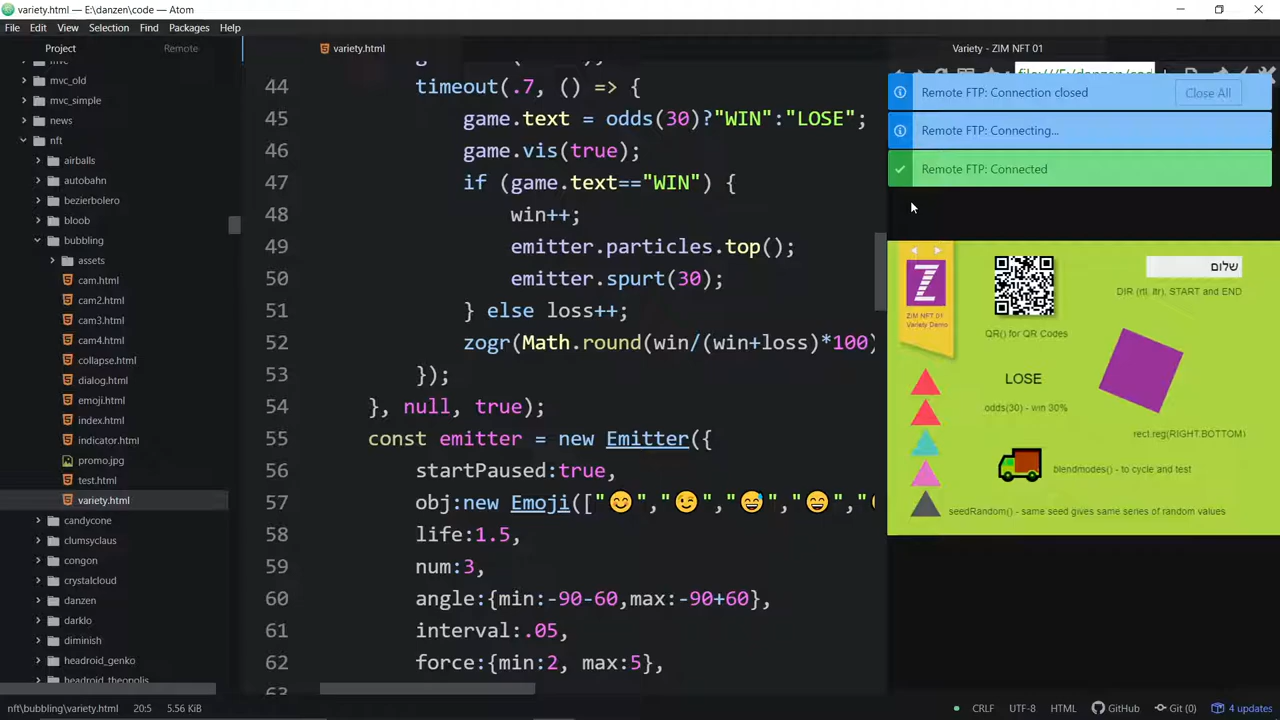 variety.html — E:\danzen\code — Atom
File Edit View Selection Find Packages Help
Project Remote
mvc_old
mvc_simple
news
nft
airballs
autobahn
bezierbolero
bloob
bubbling
assets
cam.html
cam2.html
cam3.html
cam4.html
collapse.html
dialog.html
emoji.html
index.html
indicator.html
promo.jpg
test.html
variety.html
candycone
clumsyclaus
congon
crystalcloud
danzen
darklo
diminish
headroid_genko
headroid_theopolis
variety.html
44 timeout(.7, () => {
45 game.text = odds(30)?"WIN":"LOSE";
46 game.vis(true);
47 if (game.text=="WIN") {
48 win++;
49 emitter.particles.top();
50 emitter.spurt(30);
51 } else loss++;
52 zogr(Math.round(win/(win+loss)*100)
53 });
54 }, null, true);
55 const emitter = new Emitter({
56 startPaused:true,
57 obj:new Emoji(["😊","😉","😅","😄","
58 life:1.5,
59 num:3,
60 angle:{min:-90-60,max:-90+60},
61 interval:.05,
62 force:{min:2, max:5},
63
Variety - ZIM NFT 01
Remote FTP: Connection closed
Close All
Remote FTP: Connecting...
Remote FTP: Connected
Z
ZIM NFT 01
Variety Demo
שלום
DIR (rtl, ltr), START and END
QR() for QR Codes
LOSE
odds(30) - win 30%
rect.reg(RIGHT.BOTTOM)
blendmodes() - to cycle and test
seedRandom() - same seed gives same series of random values
nft\bubbling\variety.html 20:5 5.56 KiB CRLF UTF-8 HTML GitHub Git (0) 4 updates